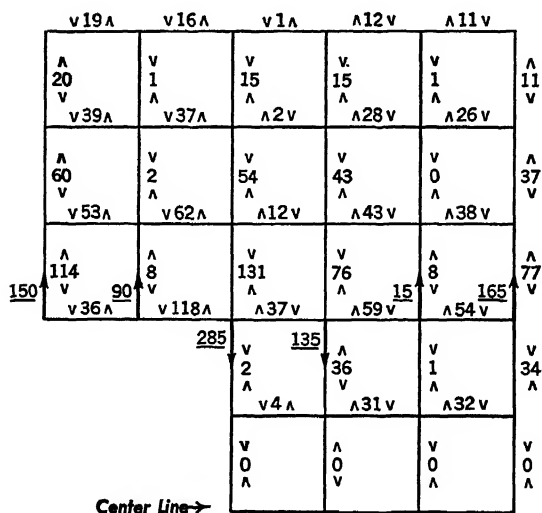 v19ʌ v16ʌ v1ʌ ʌ12v ʌ11v
ʌ v v v v ʌ
20 1 15 15 1 11
v ʌ ʌ ʌ ʌ v
v39ʌ v37ʌ ʌ2v ʌ28v ʌ26v
ʌ v v v v ʌ
60 2 54 43 0 37
v ʌ ʌ ʌ ʌ v
v53ʌ v62ʌ ʌ12v ʌ43v ʌ38v
ʌ ʌ v v ʌ ʌ
114 8 131 76 8 77
150 v 90 v ʌ ʌ 15 v 165 v
v36ʌ v118ʌ ʌ37v ʌ59v ʌ54v
285 135
v ʌ v v
2 36 1 34
ʌ v ʌ ʌ
v4ʌ ʌ31v ʌ32v
v ʌ v v
0 0 0 0
ʌ v ʌ ʌ
Center Line→